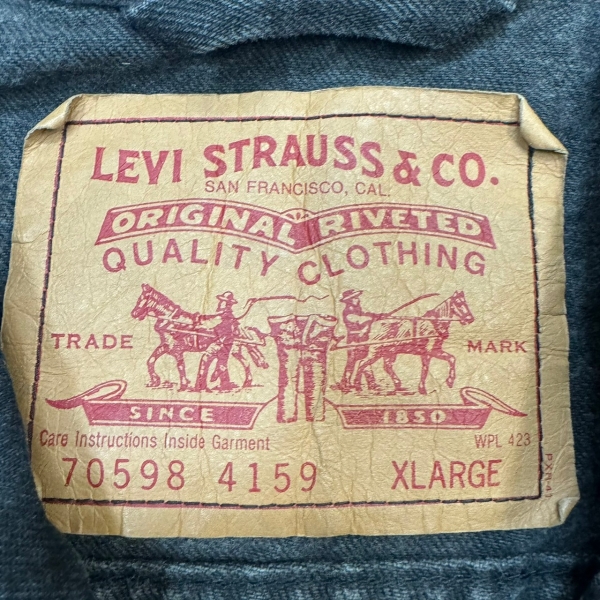 LEVI STRAUSS & CO.
SAN FRANCISCO, CAL.
ORIGINAL RIVETED
QUALITY CLOTHING
TRADE MARK
SINCE 1850
Care Instructions Inside Garment WPL 423
70598 4159 XLARGE